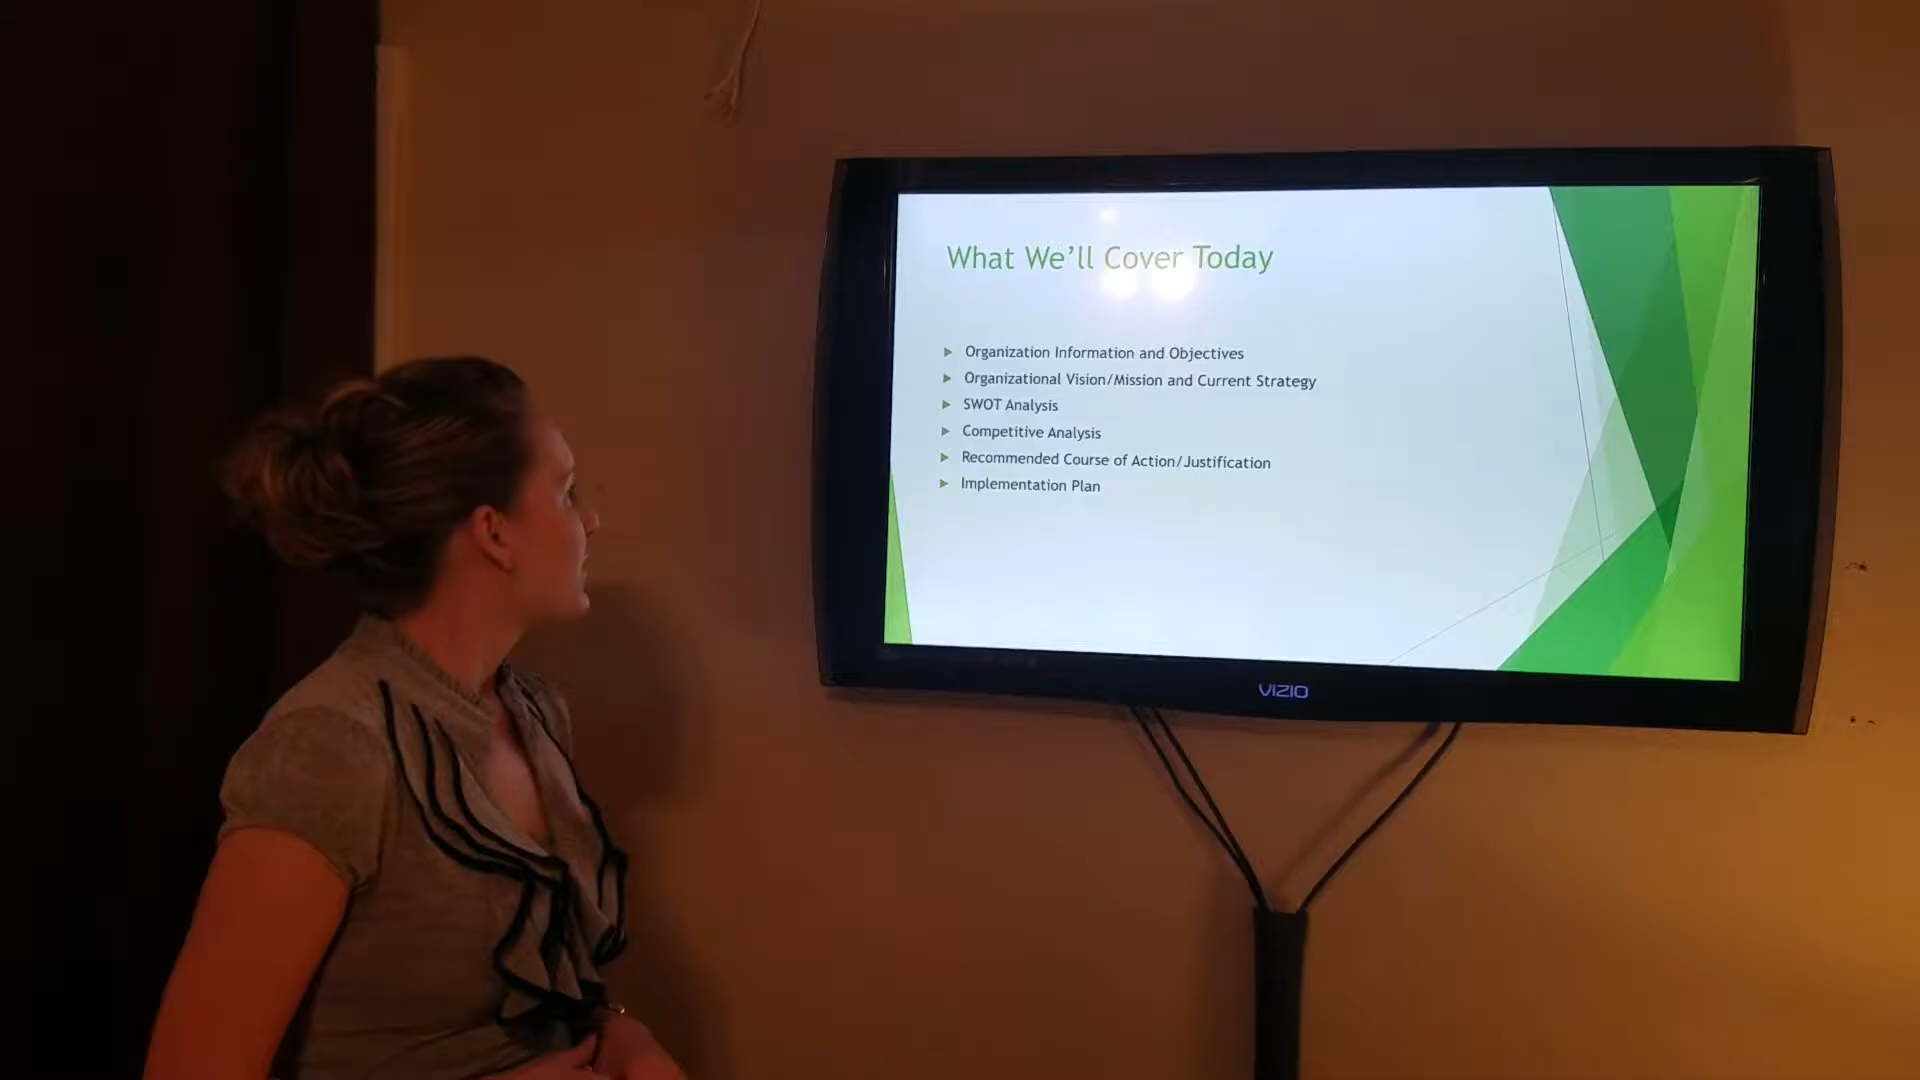 What We'll Cover Today
Organization Information and Objectives
Organizational Vision/Mission and Current Strategy
SWOT Analysis
Competitive Analysis
Recommended Course of Action/Justification
Implementation Plan
VIZIO